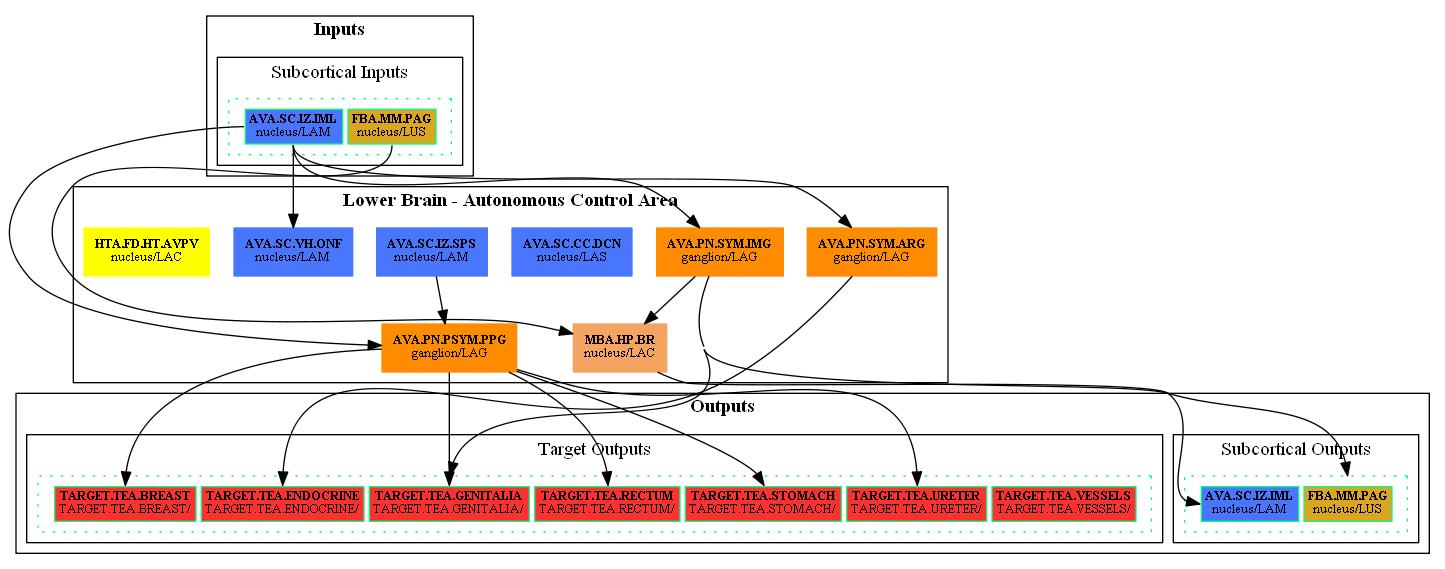 Inputs
Subcortical Inputs
AVA.SC.IZ.IML
nucleus/LAM
FBA.MM.PAG
nucleus/LUS
Lower Brain - Autonomous Control Area
HTA.FD.HT.AVPV
nucleus/LAC
AVA.SC.VH.ONF
nucleus/LAM
AVA.SC.IZ.SPS
nucleus/LAM
AVA.SC.CC.DCN
nucleus/LAS
AVA.PN.SYM.IMG
ganglion/LAG
AVA.PN.SYM.ARG
ganglion/LAG
AVA.PN.PSYM.PPG
ganglion/LAG
MBA.HP.BR
nucleus/LAC
Outputs
Target Outputs
TARGET.TEA.BREAST
TARGET.TEA.BREAST/
TARGET.TEA.ENDOCRINE
TARGET.TEA.ENDOCRINE/
TARGET.TEA.GENITALIA
TARGET.TEA.GENITALIA/
TARGET.TEA.RECTUM
TARGET.TEA.RECTUM/
TARGET.TEA.STOMACH
TARGET.TEA.STOMACH/
TARGET.TEA.URETER
TARGET.TEA.URETER/
TARGET.TEA.VESSELS
TARGET.TEA.VESSELS/
Subcortical Outputs
AVA.SC.IZ.IML
nucleus/LAM
FBA.MM.PAG
nucleus/LUS